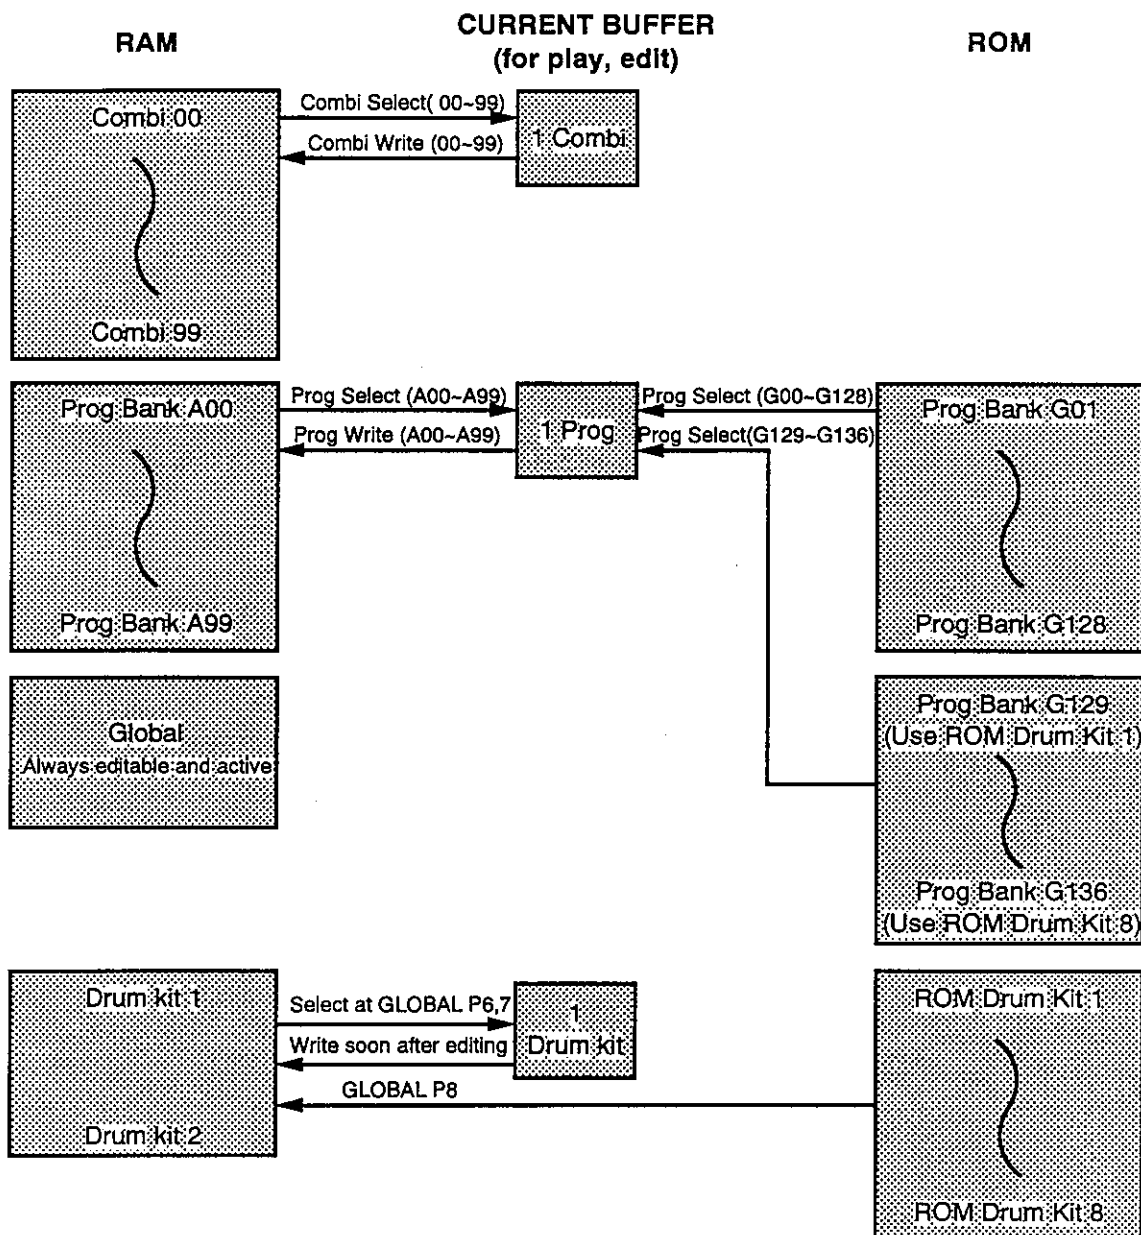 RAM
CURRENT BUFFER
(for play, edit)
ROM
Combi 00
Combi 99
Combi Select( 00~99)
Combi Write (00~99)
1 Combi
Prog Bank A00
Prog Bank A99
Prog Select (A00~A99)
Prog Write (A00~A99)
1 Prog
Prog Select (G00~G128)
Prog Select(G129~G136)
Prog Bank G01
Prog Bank G128
Global
Always editable and active
Prog Bank G129
(Use ROM Drum Kit 1)
Prog Bank G136
(Use ROM Drum Kit 8)
Drum kit 1
Drum kit 2
Select at GLOBAL P6,7
Write soon after editing
GLOBAL P8
1
Drum kit
ROM Drum Kit 1
ROM Drum Kit 8